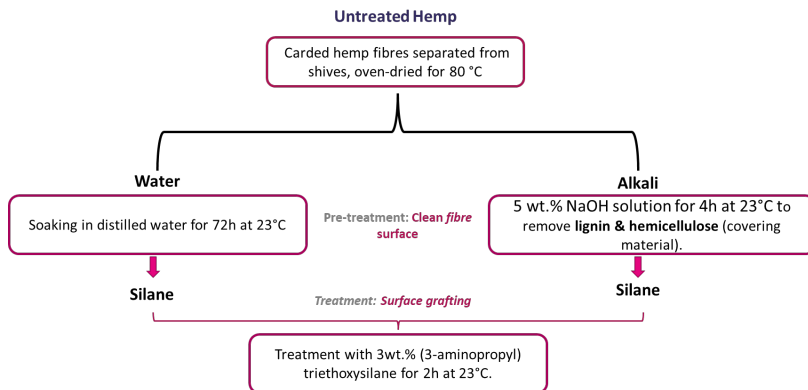 Untreated Hemp
Carded hemp fibres separated from
shives, oven-dried for 80 °C
Water
Alkali
Soaking in distilled water for 72h at 23°C
Pre-treatment: Clean fibre
surface
5 wt.% NaOH solution for 4h at 23°C to
remove lignin & hemicellulose (covering
material).
Silane
Silane
Treatment: Surface grafting
Treatment with 3wt.% (3-aminopropyl)
triethoxysilane for 2h at 23°C.